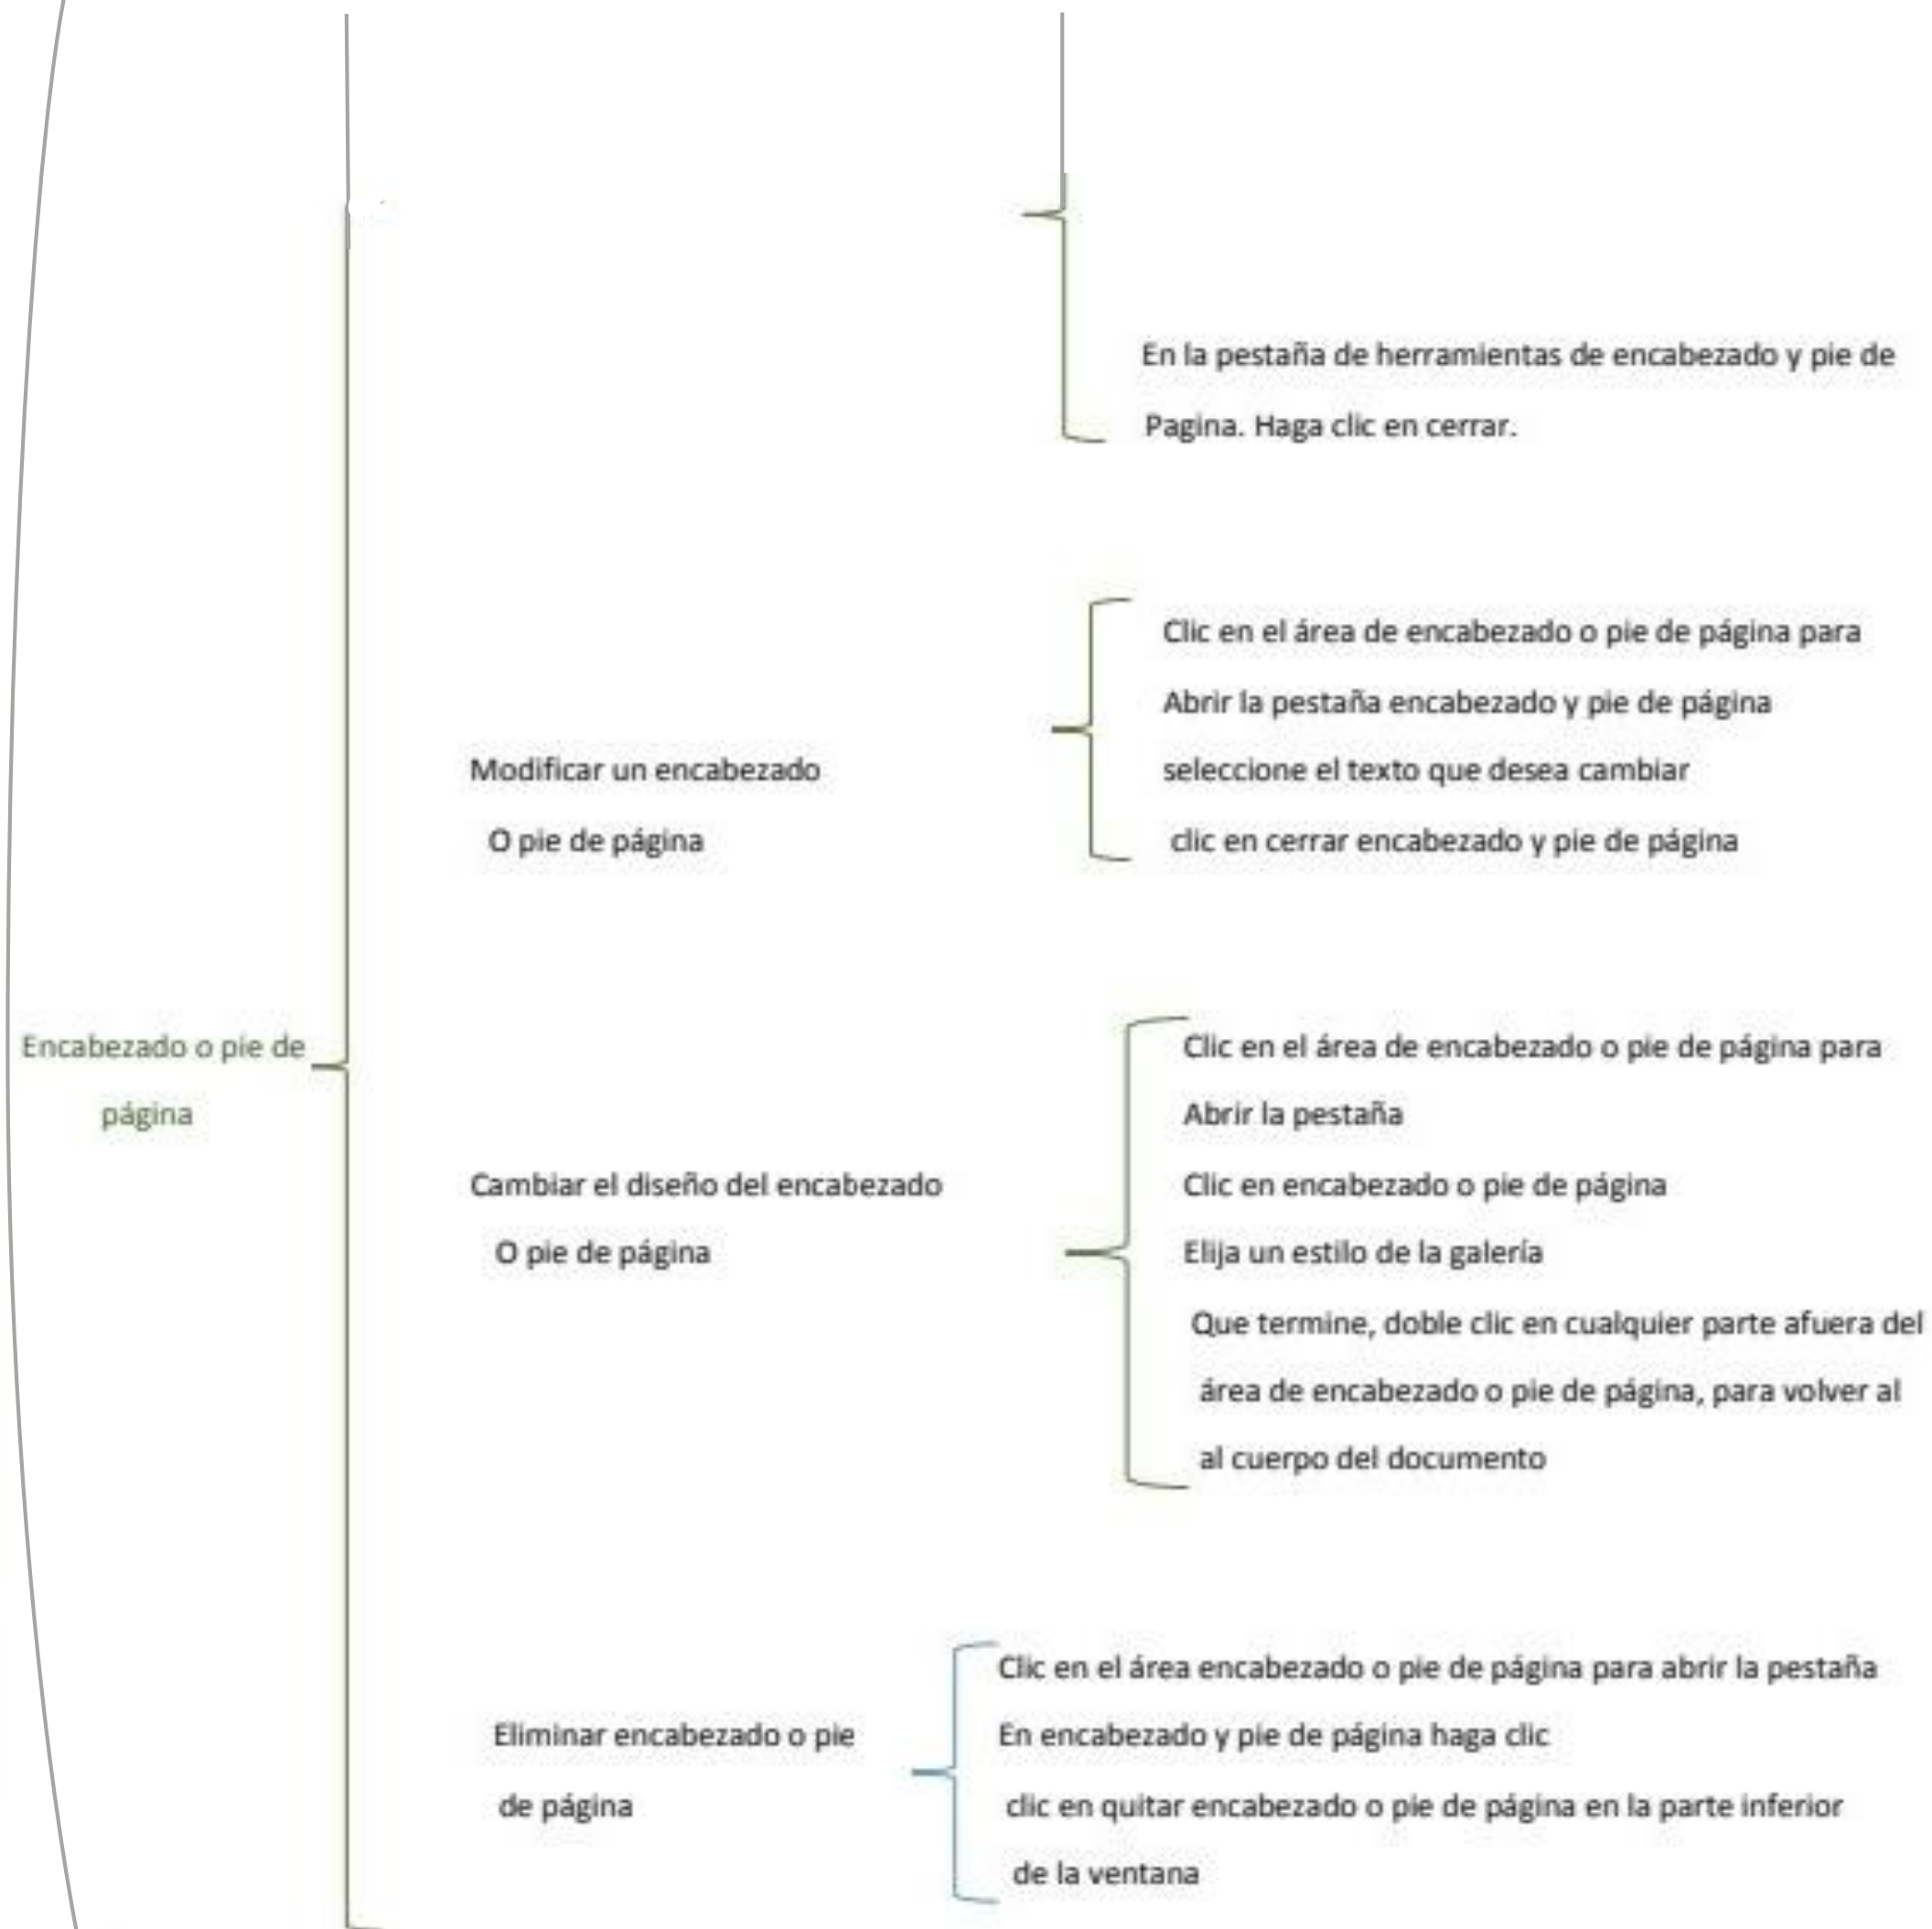 En la pestaña de herramientas de encabezado y pie de
Pagina. Haga clic en cerrar.
Clic en el área de encabezado o pie de página para
Abrir la pestaña encabezado y pie de página
Modificar un encabezado
seleccione el texto que desea cambiar
O pie de página
clic en cerrar encabezado y pie de página
Encabezado o pie de
página
Clic en el área de encabezado o pie de página para
Abrir la pestaña
Cambiar el diseño del encabezado
O pie de página
Clic en encabezado o pie de página
Elija un estilo de la galería
Que termine, doble clic en cualquier parte afuera del
área de encabezado o pie de página, para volver al
al cuerpo del documento
Eliminar encabezado o pie
de página
Clic en el área encabezado o pie de página para abrir la pestaña
En encabezado y pie de página haga clic
clic en quitar encabezado o pie de página en la parte inferior
de la ventana